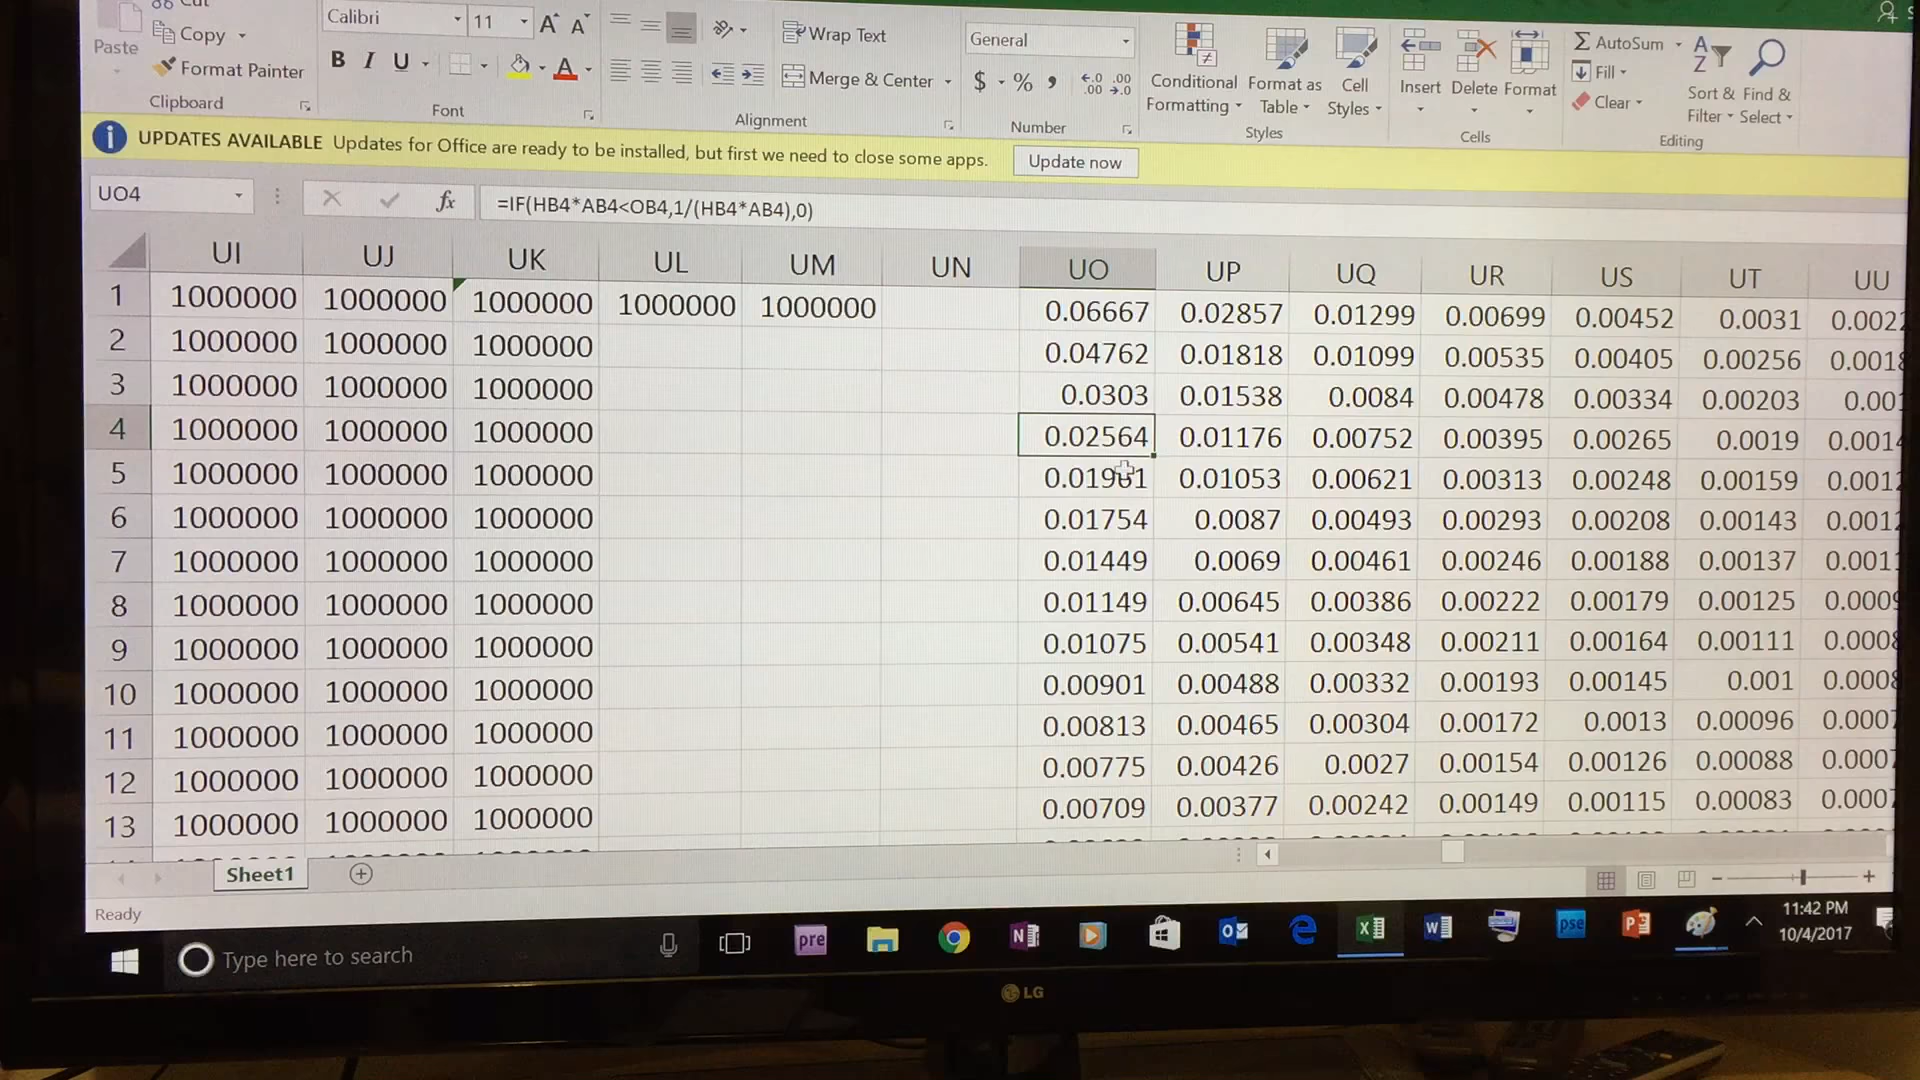 Paste
Copy
Format Painter
Clipboard
Calibri
11
A A
B I U
A
Font
Wrap Text
Merge & Center
Alignment
General
$ % ,
Number
Conditional Formatting
Format as Table
Cell Styles
Styles
Insert Delete Format
Cells
AutoSum
Fill
Clear
Sort & Filter
Find & Select
Editing
UPDATES AVAILABLE Updates for Office are ready to be installed, but first we need to close some apps. Update now
UO4 fx =IF(HB4*AB4<OB4,1/(HB4*AB4),0)
UI UJ UK UL UM UN UO UP UQ UR US UT UU
1 1000000 1000000 1000000 1000000 1000000 0.06667 0.02857 0.01299 0.00699 0.00452 0.0031
2 1000000 1000000 1000000 0.04762 0.01818 0.01099 0.00535 0.00405 0.00256
3 1000000 1000000 1000000 0.0303 0.01538 0.0084 0.00478 0.00334 0.00203
4 1000000 1000000 1000000 0.02564 0.01176 0.00752 0.00395 0.00265 0.0019
5 1000000 1000000 1000000 0.01053 0.00621 0.00313 0.00248 0.00159
6 1000000 1000000 1000000 0.01754 0.0087 0.00493 0.00293 0.00208 0.00143
7 1000000 1000000 1000000 0.01449 0.0069 0.00461 0.00246 0.00188 0.00137
8 1000000 1000000 1000000 0.01149 0.00645 0.00386 0.00222 0.00179 0.00125
9 1000000 1000000 1000000 0.01075 0.00541 0.00348 0.00211 0.00164 0.00111
10 1000000 1000000 1000000 0.00901 0.00488 0.00332 0.00193 0.00145 0.001
11 1000000 1000000 1000000 0.00813 0.00465 0.00304 0.00172 0.0013 0.00096
12 1000000 1000000 1000000 0.00775 0.00426 0.0027 0.00154 0.00126 0.00088
13 1000000 1000000 1000000 0.00709 0.00377 0.00242 0.00149 0.00115 0.00083
Sheet1
Ready
Type here to search
pre
pse
11:42 PM
10/4/2017
LG